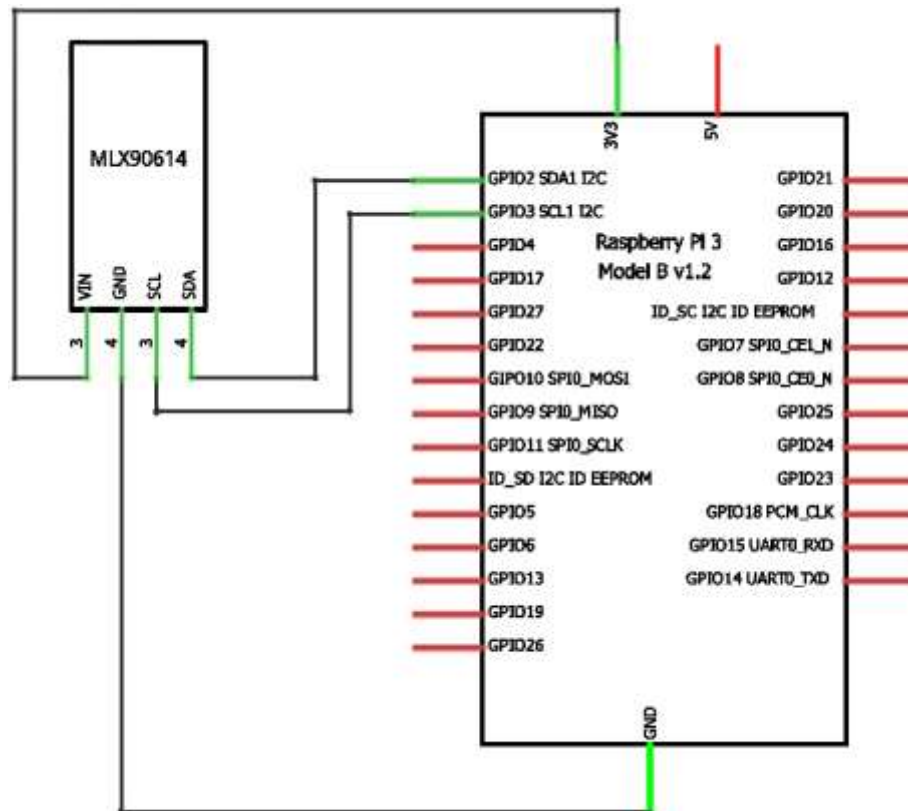 MLX90614
VIN
GND
SCL
SDA
3
4
3
4
3V3
5V
GPIO2 SDA1 I2C
GPIO3 SCL1 I2C
GPIO4
GPIO17
GPIO27
GPIO22
GIPO10 SPI0_MOSI
GPIO9 SPI0_MISO
GPIO11 SPI0_SCLK
ID_SD I2C ID EEPROM
GPIO5
GPIO6
GPIO13
GPIO19
GPIO26
Raspberry Pi 3
Model B v1.2
GPIO21
GPIO20
GPIO16
GPIO12
ID_SC I2C ID EEPROM
GPIO7 SPI0_CE1_N
GPIO8 SPI0_CE0_N
GPIO25
GPIO24
GPIO23
GPIO18 PCM_CLK
GPIO15 UART0_RXD
GPIO14 UART0_TXD
GND